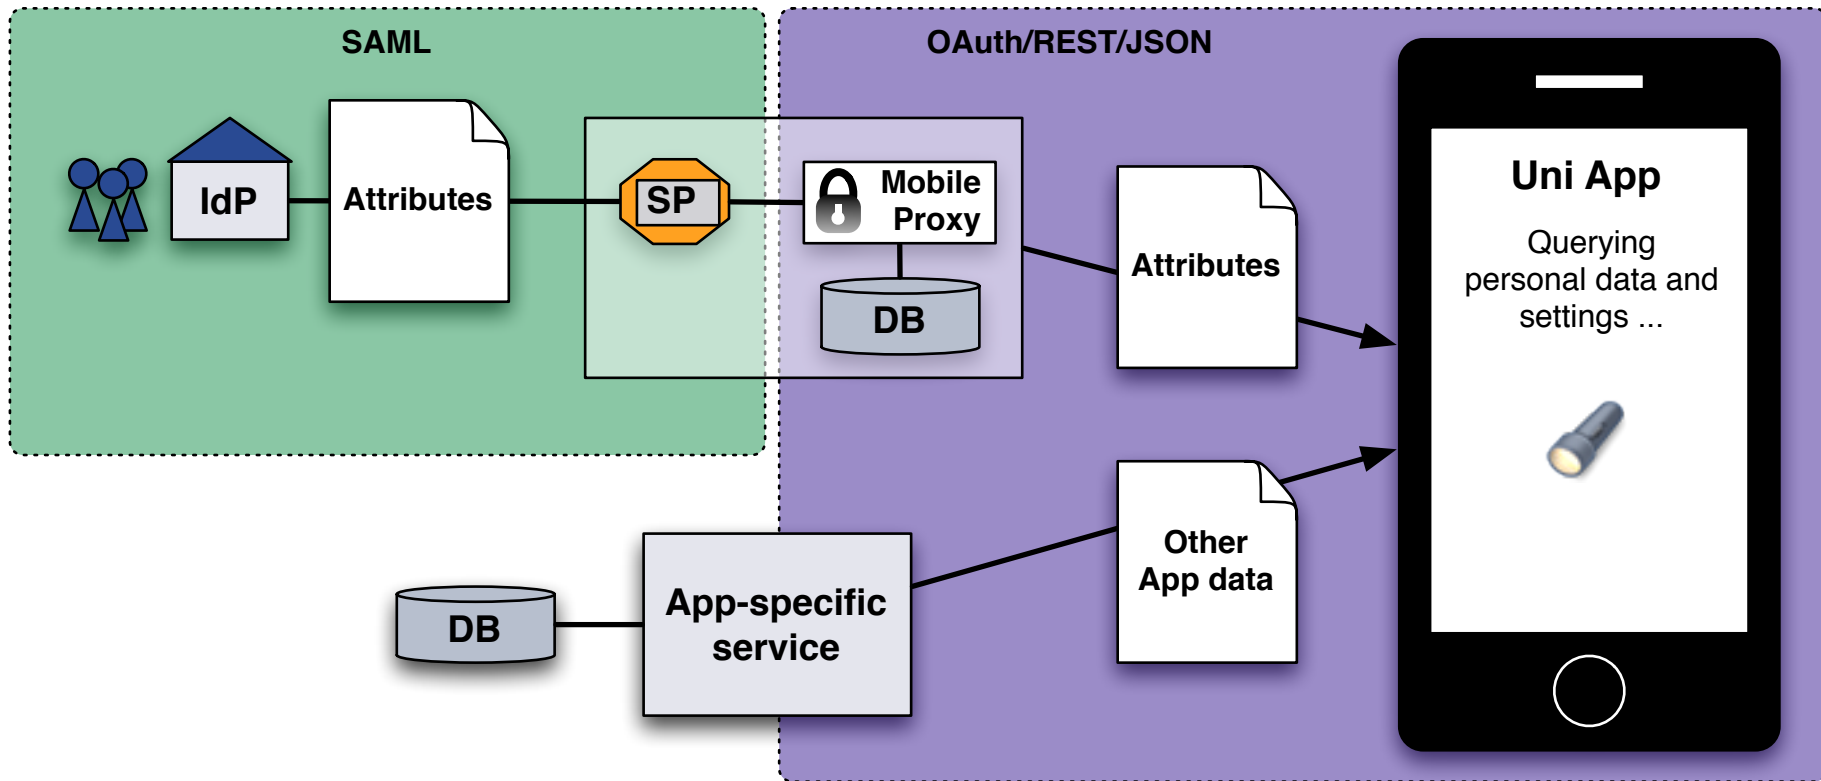 SAML
OAuth/REST/JSON
IdP
Attributes
SP
Mobile
Proxy
DB
Attributes
Uni App
Querying
personal data and
settings ...
DB
App-specific
service
Other
App data